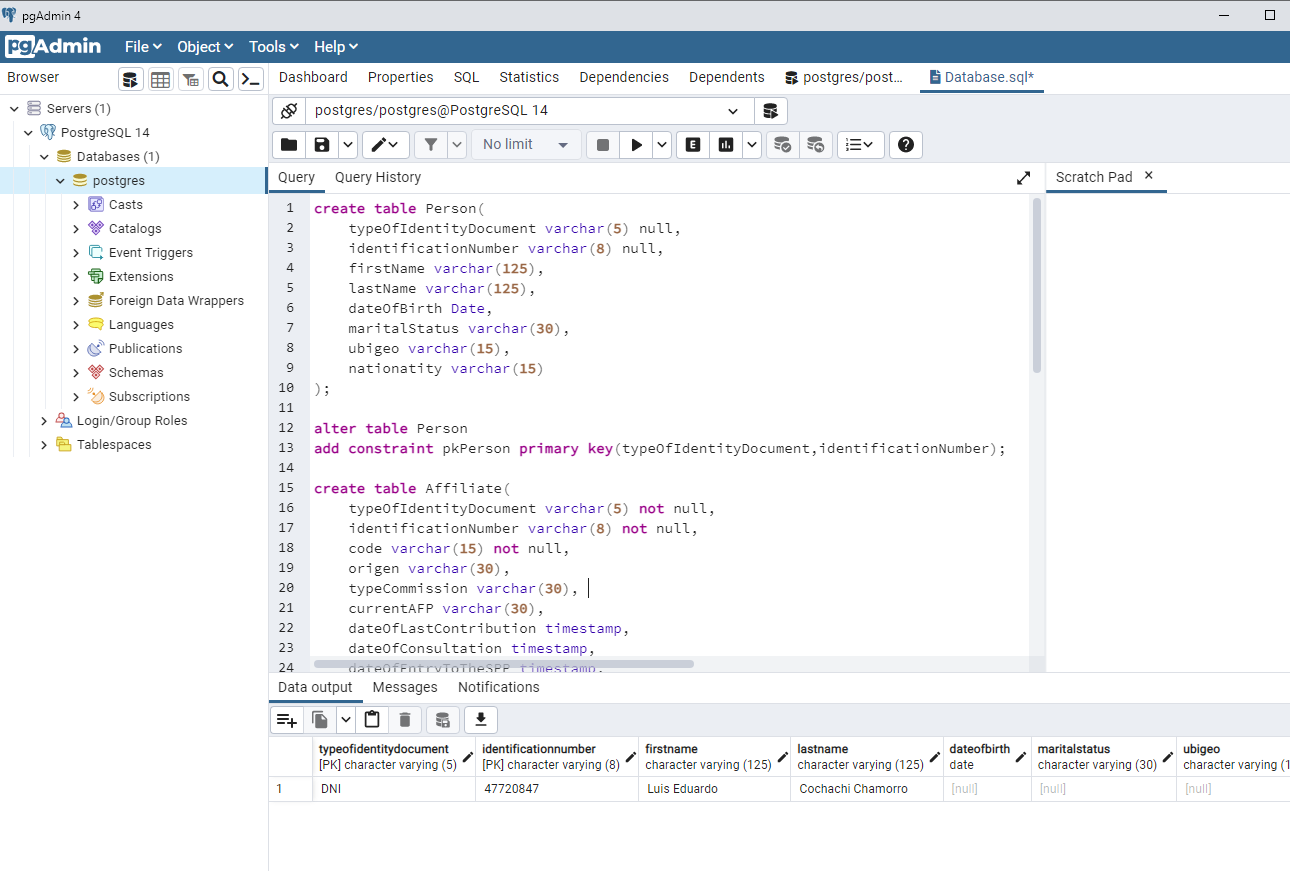 pgAdmin 4
pgAdmin File Object Tools Help
Browser
Dashboard Properties SQL Statistics Dependencies Dependents postgres/post... Database.sql*
Servers (1)
PostgreSQL 14
Databases (1)
postgres
Casts
Catalogs
Event Triggers
Extensions
Foreign Data Wrappers
Languages
Publications
Schemas
Subscriptions
Login/Group Roles
Tablespaces
postgres/postgres@PostgreSQL 14
No limit
E
Query Query History
Scratch Pad
1 create table Person(
2 typeOfIdentityDocument varchar(5) null,
3 identificationNumber varchar(8) null,
4 firstName varchar(125),
5 lastName varchar(125),
6 dateOfBirth Date,
7 maritalStatus varchar(30),
8 ubigeo varchar(15),
9 nationatity varchar(15)
10 );
11
12 alter table Person
13 add constraint pkPerson primary key(typeOfIdentityDocument,identificationNumber);
14
15 create table Affiliate(
16 typeOfIdentityDocument varchar(5) not null,
17 identificationNumber varchar(8) not null,
18 code varchar(15) not null,
19 origen varchar(30),
20 typeCommission varchar(30),
21 currentAFP varchar(30),
22 dateOfLastContribution timestamp,
23 dateOfConsultation timestamp,
24 dateOfEntryToTheSPP timestamp,
Data output Messages Notifications
typeofidentitydocument identificationnumber firstname lastname dateofbirth maritalstatus ubigeo
[PK] character varying (5) [PK] character varying (8) character varying (125) character varying (125) date character varying (30) character varying (1
1 DNI 47720847 Luis Eduardo Cochachi Chamorro [null] [null] [null]